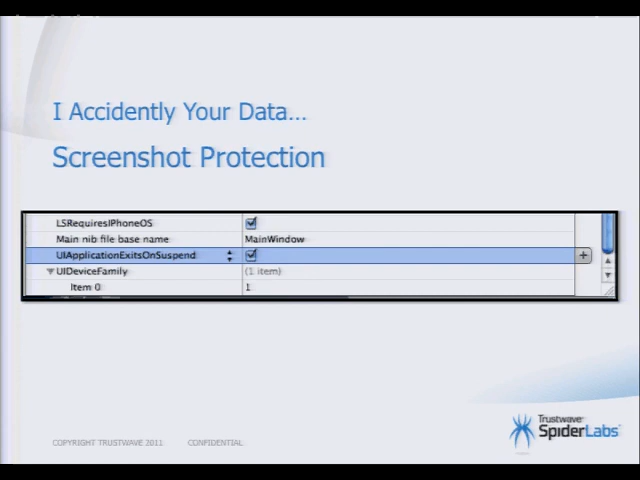 I Accidently Your Data...
Screenshot Protection
LSRequiresIPhoneOS
Main nib file base name MainWindow
UIApplicationExitsOnSuspend
UIDeviceFamily (1 item)
Item 0 1
Trustwave
SpiderLabs
COPYRIGHT TRUSTWAVE 2011 CONFIDENTIAL